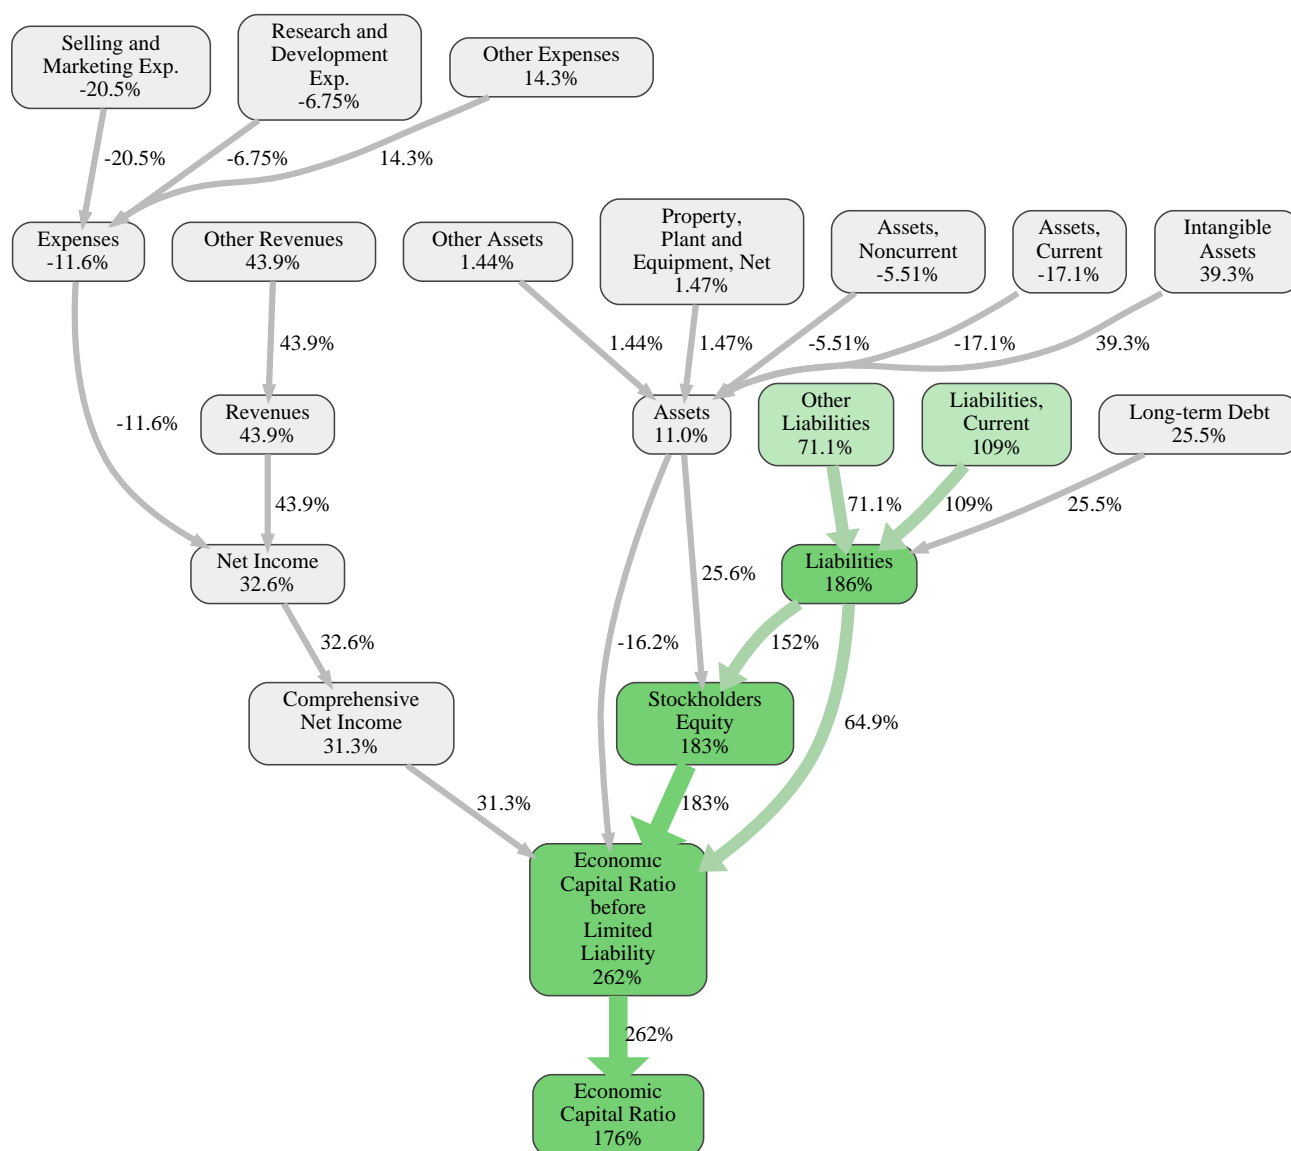 Selling and
Marketing Exp.
-20.5%
Research and
Development
Exp.
-6.75%
Other Expenses
14.3%
-20.5%
-6.75%
14.3%
Expenses
-11.6%
Other Revenues
43.9%
Other Assets
1.44%
Property,
Plant and
Equipment, Net
1.47%
Assets,
Noncurrent
-5.51%
Assets,
Current
-17.1%
Intangible
Assets
39.3%
43.9%
1.44%
1.47%
-5.51%
-17.1%
39.3%
-11.6%
Revenues
43.9%
Assets
11.0%
Other
Liabilities
71.1%
Liabilities,
Current
109%
Long-term Debt
25.5%
43.9%
71.1%
109%
25.5%
Net Income
32.6%
25.6%
Liabilities
186%
32.6%
-16.2%
152%
Comprehensive
Net Income
31.3%
Stockholders
Equity
183%
64.9%
31.3%
183%
Economic
Capital Ratio
before
Limited
Liability
262%
262%
Economic
Capital Ratio
176%